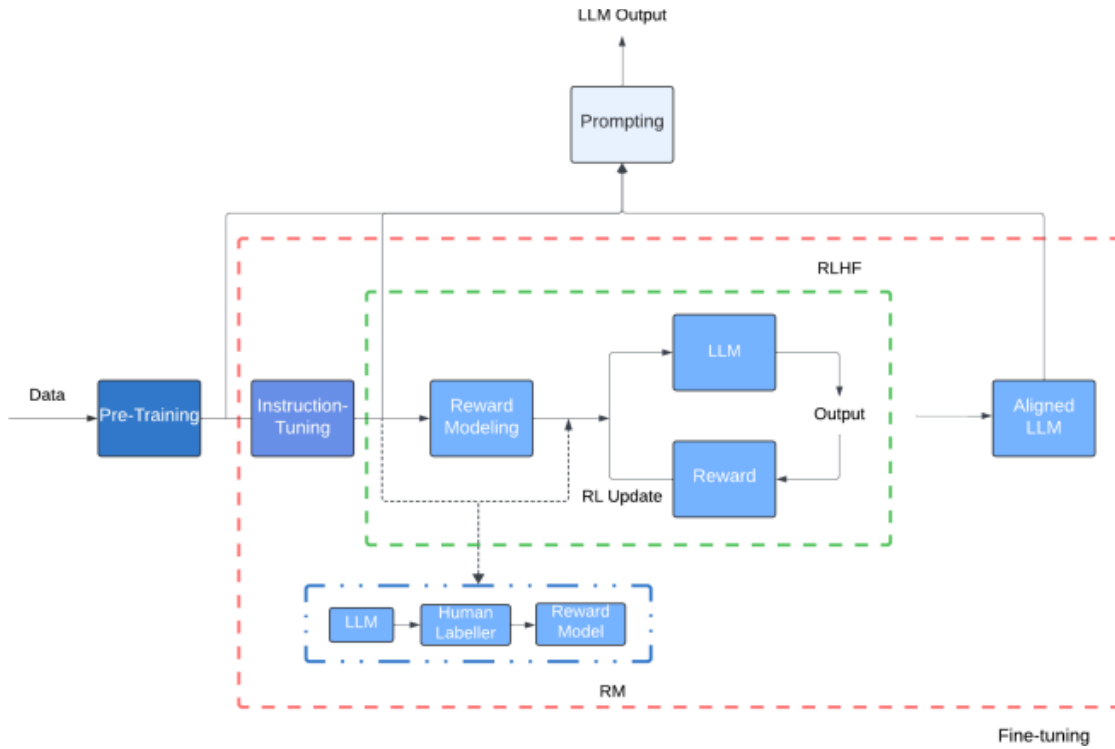 LLM Output
Prompting
RLHF
LLM
Data
Pre-Training
Instruction-
Tuning
Reward
Modeling
Output
Aligned
LLM
Reward
RL Update
LLM
Human
Labeller
Reward
Model
RM
Fine-tuning